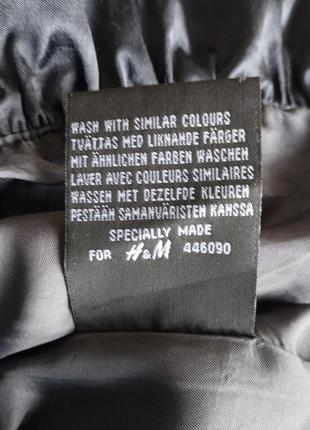 WASH WITH SIMILAR COLOURS
TVÄTTAS MED LIKNANDE FÄRGER
MIT ÄHNLICHEN FARBEN WASCHEN
LAVER AVEC COULEURS SIMILAIRES
WASSEN MET DEZELFDE KLEUREN
PESTÄÄN SAMANVÄRISTEN KANSSA
SPECIALLY MADE
FOR H&M 446090